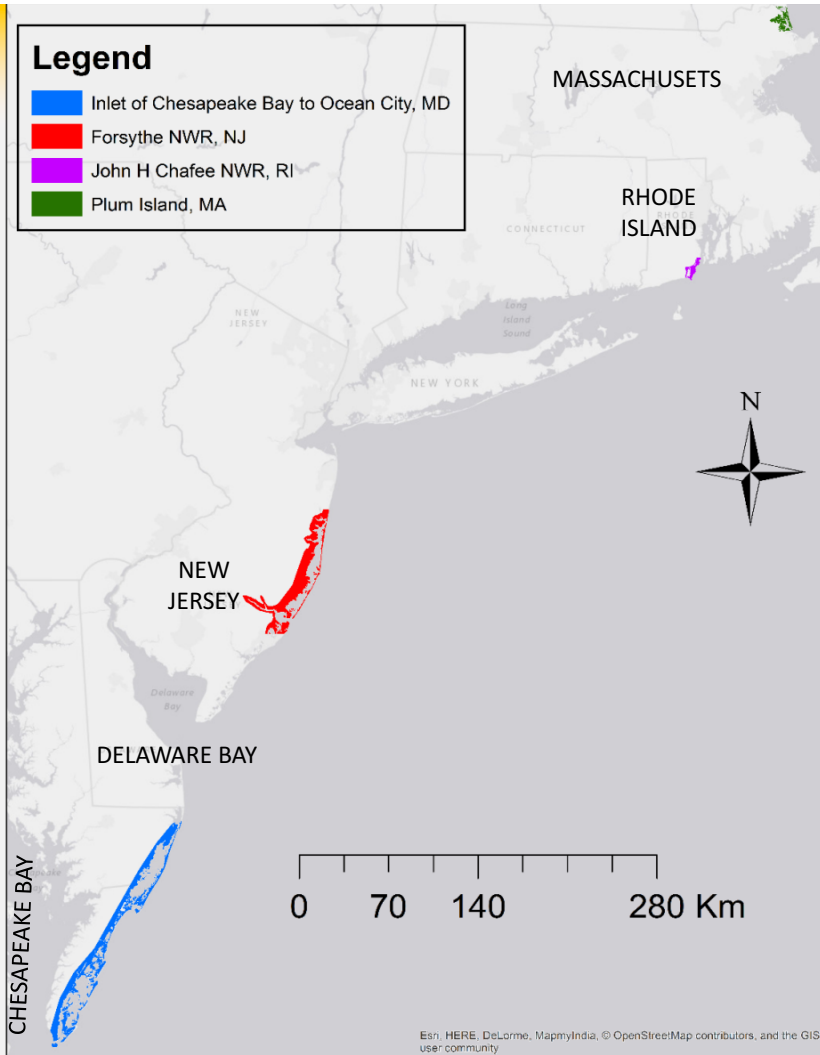 Legend
Inlet of Chesapeake Bay to Ocean City, MD
Forsythe NWR, NJ
John H Chafee NWR, RI
Plum Island, MA
MASSACHUSETS
RHODE
ISLAND
RHODE
ISLAND
CONNECTICUT
Long
Island
Sound
NEW
JERSEY
NEW YORK
N
NEW
JERSEY
Delaware
Bay
DELAWARE BAY
CHESAPEAKE BAY
0 70 140 280 Km
Esri, HERE, DeLorme, MapmyIndia, © OpenStreetMap contributors, and the GIS
user community